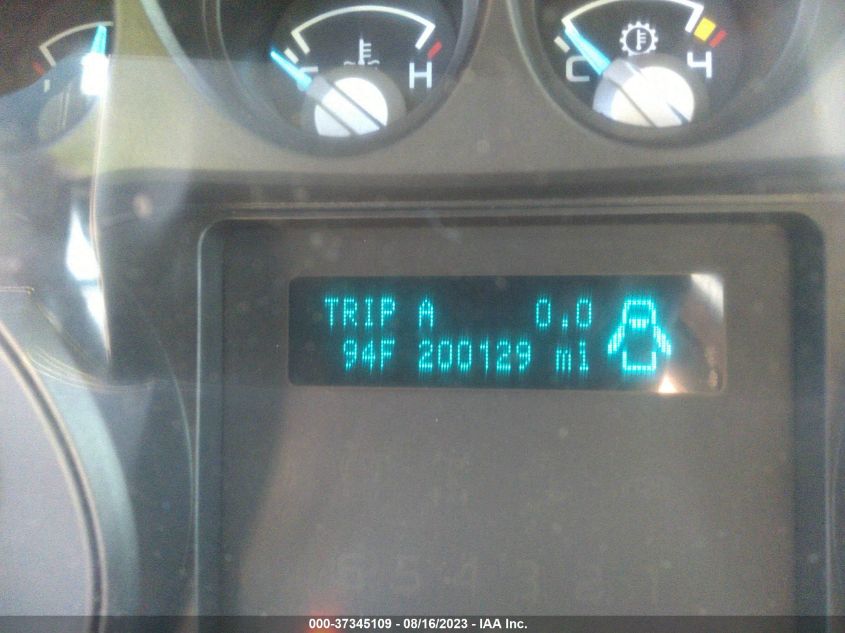 H
C
TRIP A 0.0
94F 200129 mi
000-37345109 - 08/16/2023 - IAA Inc.